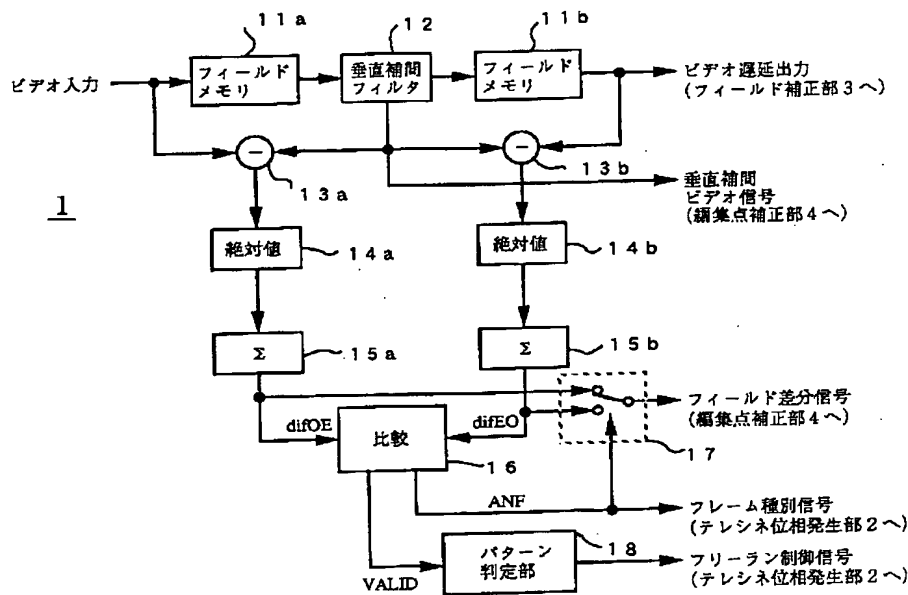 11a
12
11b
ビデオ入力
フィールド
メモリ
垂直補間
フィルタ
フィールド
メモリ
ビデオ遅延出力
(フィールド補正部3へ)
−
−
13a
13b
垂直補間
ビデオ信号
(編集点補正部4へ)
1
絶対値
14a
絶対値
14b
Σ
15a
Σ
15b
フィールド差分信号
(編集点補正部4へ)
difOE
比較
difEO
16
17
ANF
フレーム種別信号
(テレシネ位相発生部2へ)
VALID
パターン
判定部
18
フリーラン制御信号
(テレシネ位相発生部2へ)